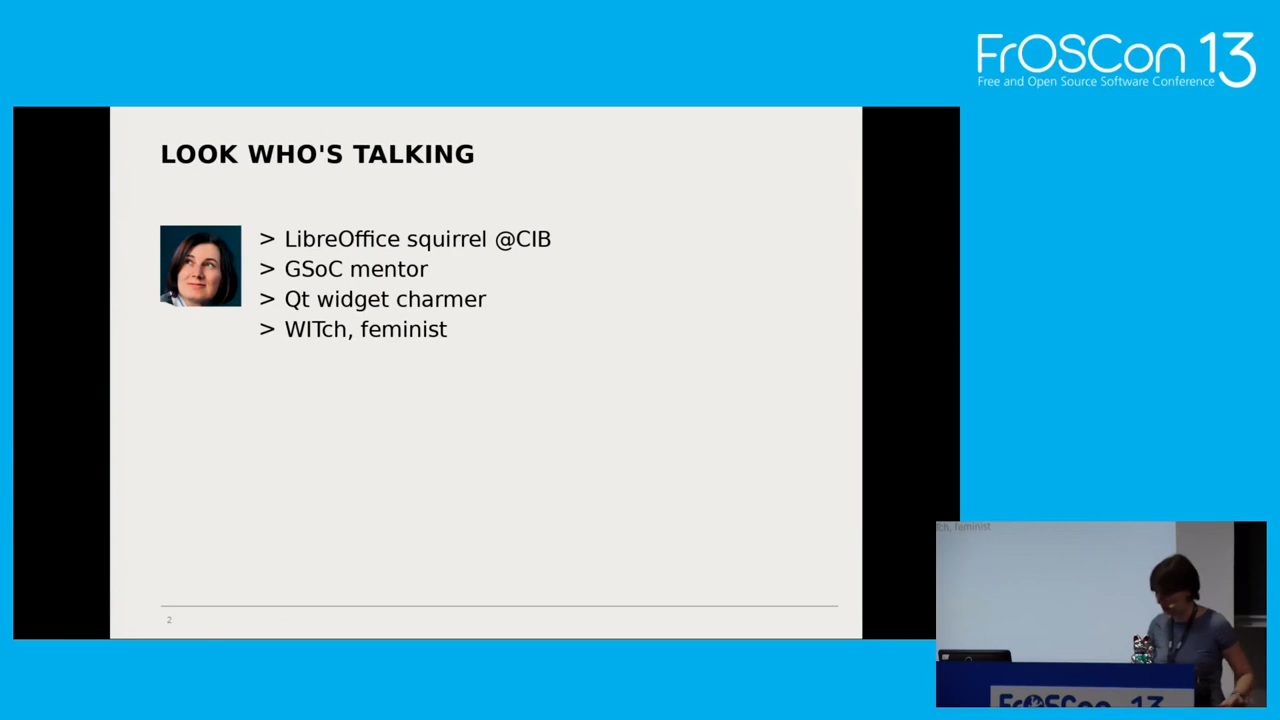 FrOSCon 13
Free and Open Source Software Conference
LOOK WHO'S TALKING
> LibreOffice squirrel @CIB
> GSoC mentor
> Qt widget charmer
> WITch, feminist
2
tch, feminist
FrOSCon 13